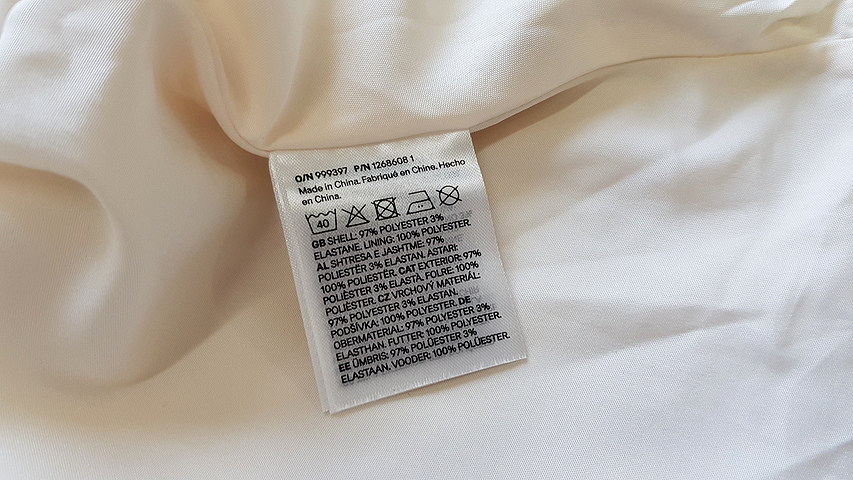 O/N 999397 P/N 1268608 1
Made in China. Fabriqué en Chine. Hecho
en China.
40
GB SHELL: 97% POLYESTER 3%
ELASTANE. LINING: 100% POLYESTER.
AL SHTRESA E JASHTME: 97%
POLIESTËR 3% ELASTAN. ASTARI:
100% POLIESTËR. CAT EXTERIOR: 97%
POLIÈSTER 3% ELASTÀ. FOLRE: 100%
POLIÈSTER. CZ VRCHOVÝ MATERIÁL:
97% POLYESTER 3% ELASTAN.
PODŠÍVKA: 100% POLYESTER. DE
OBERMATERIAL: 97% POLYESTER 3%
ELASTHAN. FUTTER: 100% POLYESTER.
EE ÜMBRIS: 97% POLÜESTER 3%
ELASTAAN. VOODER: 100% POLÜESTER.